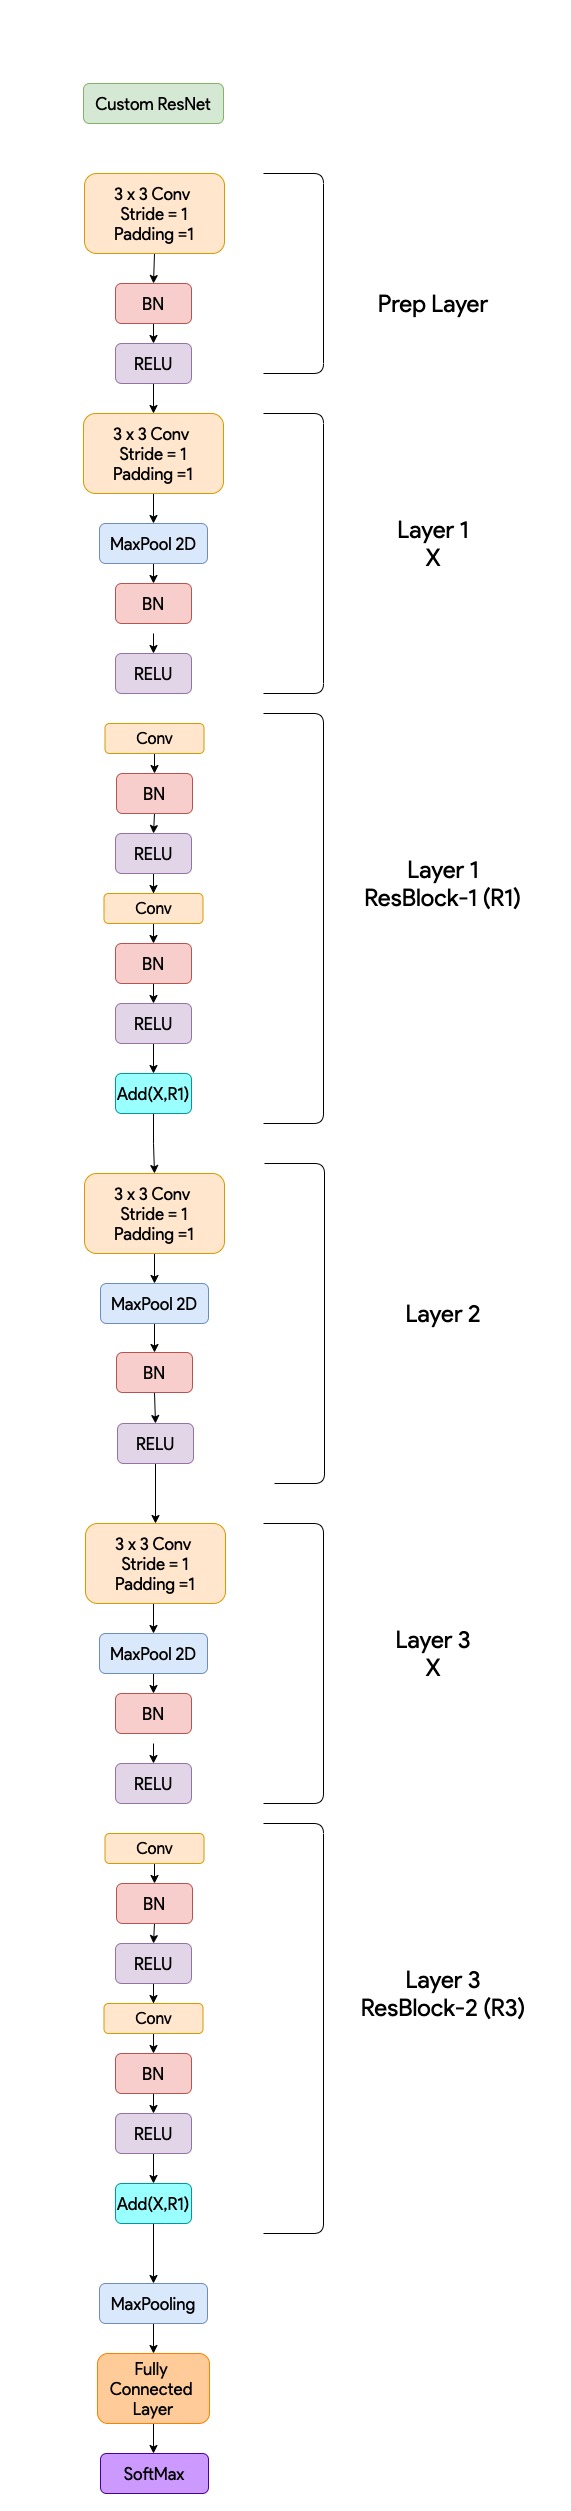 Custom ResNet
3 x 3 Conv
Stride = 1
Padding =1
BN
RELU
Prep Layer
3 x 3 Conv
Stride = 1
Padding =1
MaxPool 2D
BN
RELU
Layer 1
X
Conv
BN
RELU
Conv
BN
RELU
Add(X,R1)
Layer 1
ResBlock-1 (R1)
3 x 3 Conv
Stride = 1
Padding =1
MaxPool 2D
BN
RELU
Layer 2
3 x 3 Conv
Stride = 1
Padding =1
MaxPool 2D
BN
RELU
Layer 3
X
Conv
BN
RELU
Conv
BN
RELU
Add(X,R1)
Layer 3
ResBlock-2 (R3)
MaxPooling
Fully
Connected
Layer
SoftMax